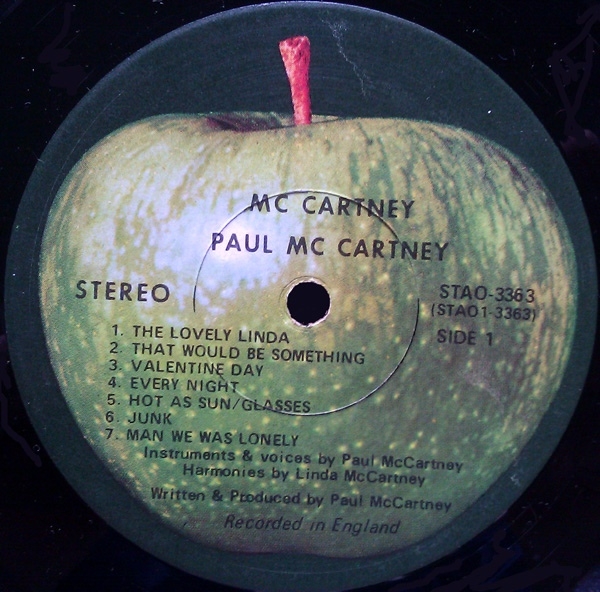 MC CARTNEY
PAUL MC CARTNEY
STEREO
STAO-3363
(STAO1-3363)
SIDE 1
1. THE LOVELY LINDA
2. THAT WOULD BE SOMETHING
3. VALENTINE DAY
4. EVERY NIGHT
5. HOT AS SUN/GLASSES
6. JUNK
7. MAN WE WAS LONELY
Instruments & voices by Paul McCartney
Harmonies by Linda McCartney
Written & Produced by Paul McCartney
Recorded in England